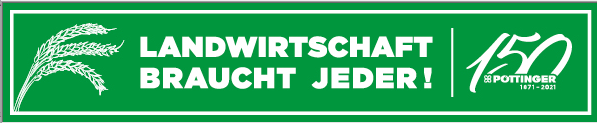 LANDWIRTSCHAFT
BRAUCHT JEDER!
150
PÖTTINGER
1871 - 2021